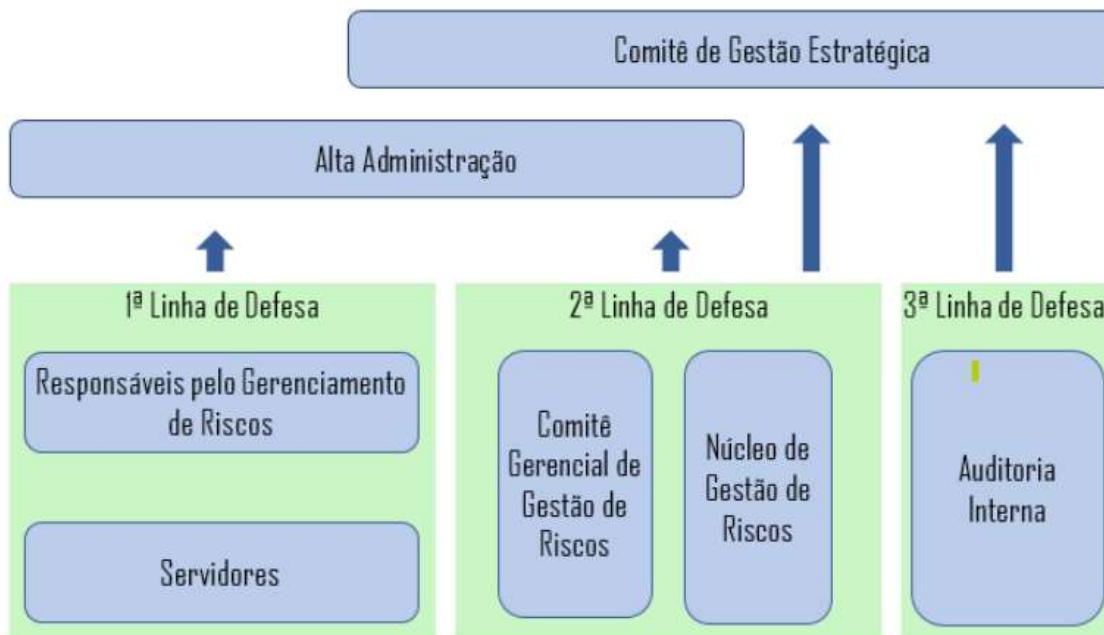 Comitê de Gestão Estratégica
Alta Administração
1ª Linha de Defesa
Responsáveis pelo Gerenciamento
de Riscos
Servidores
2ª Linha de Defesa
Comitê
Gerencial de
Gestão de
Riscos
Núcleo de
Gestão de
Riscos
3ª Linha de Defesa
Auditoria
Interna